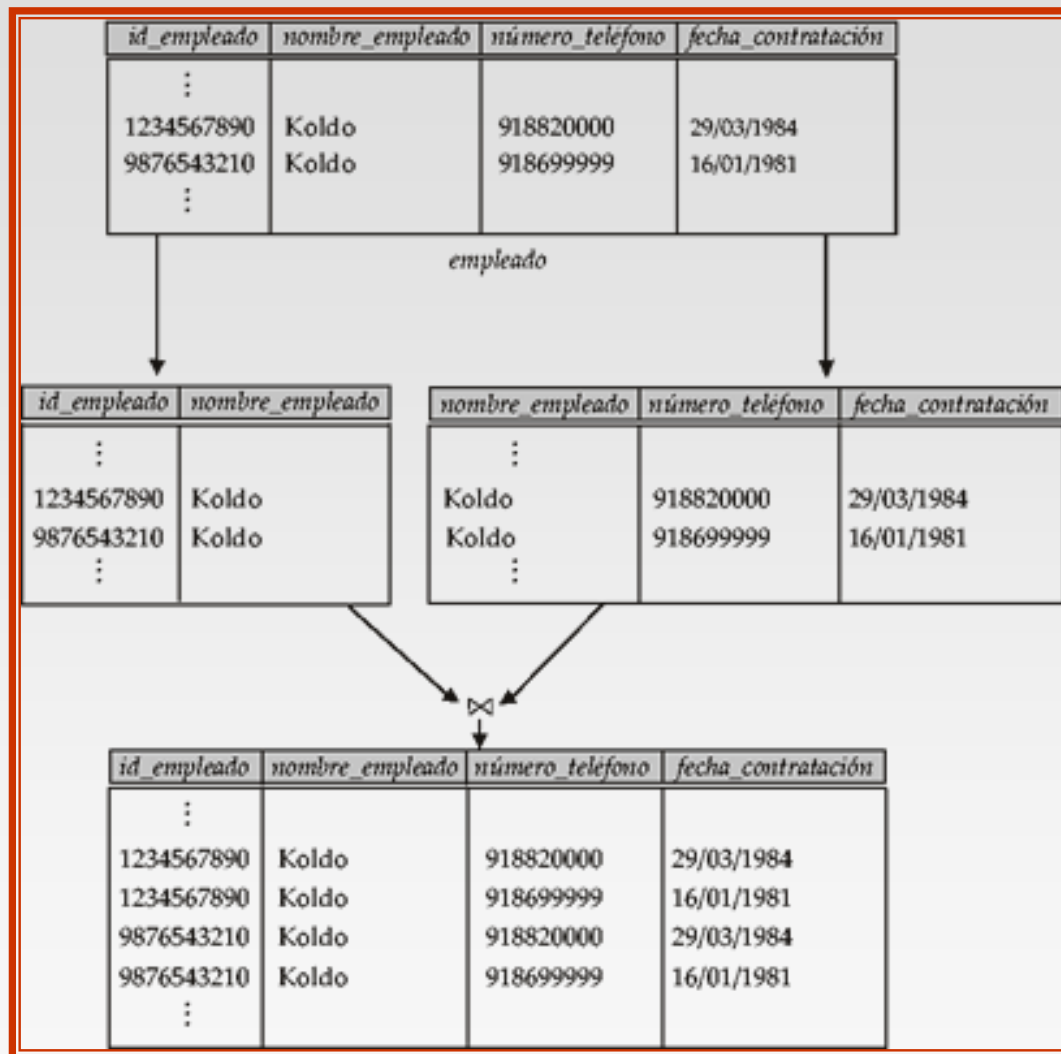 id_empleado nombre_empleado número_teléfono fecha_contratación
⋮
1234567890 Koldo 918820000 29/03/1984
9876543210 Koldo 918699999 16/01/1981
⋮
empleado
id_empleado nombre_empleado
⋮
1234567890 Koldo
9876543210 Koldo
⋮
nombre_empleado número_teléfono fecha_contratación
⋮
Koldo 918820000 29/03/1984
Koldo 918699999 16/01/1981
⋮
⋈
id_empleado nombre_empleado número_teléfono fecha_contratación
⋮
1234567890 Koldo 918820000 29/03/1984
1234567890 Koldo 918699999 16/01/1981
9876543210 Koldo 918820000 29/03/1984
9876543210 Koldo 918699999 16/01/1981
⋮